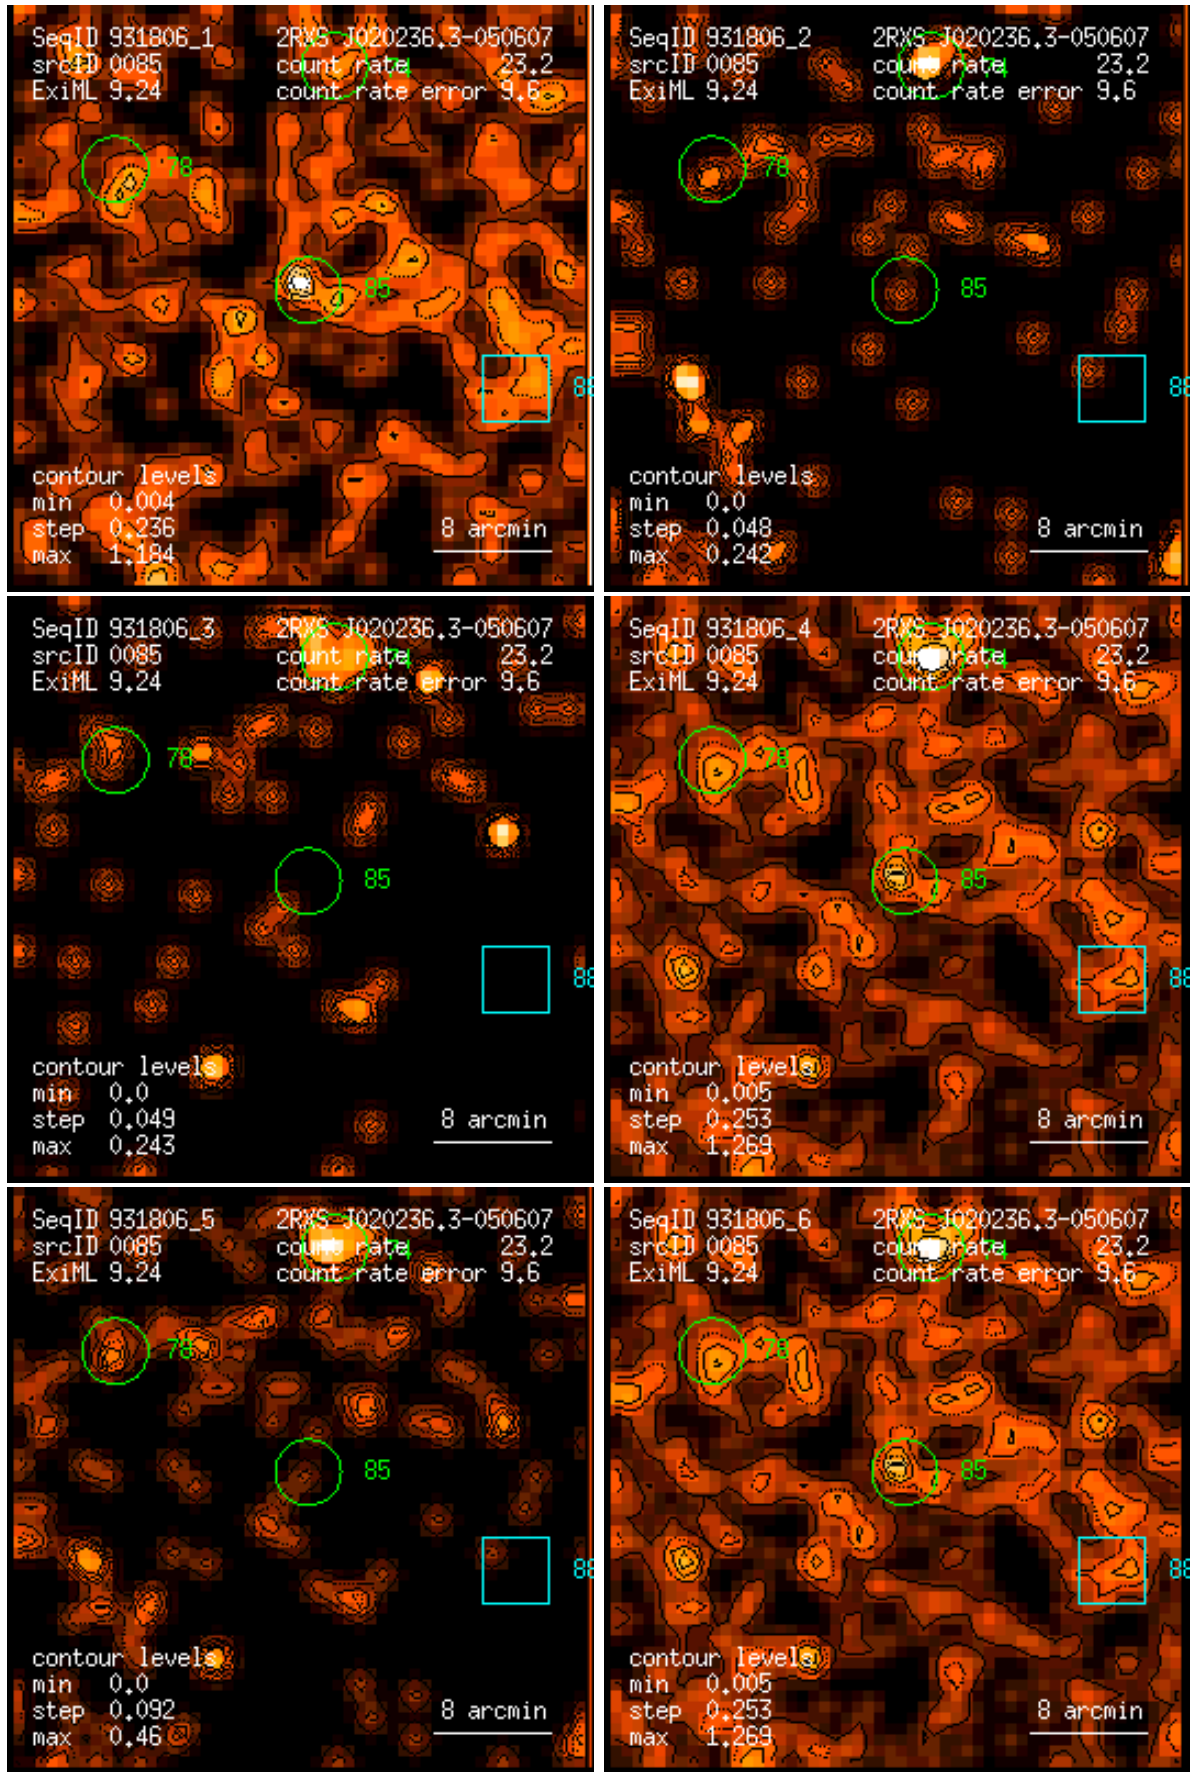 SeqID 931806_1 2RXS J020236.3-050607
srcID 0085 count rate 23.2
74
ExiML 9.24 count rate error 9.6
78
85
88
contour levels
min 0.004
step 0.236 8 arcmin
max 1.184
SeqID 931806_2 2RXS J020236.3-050607
srcID 0085 count rate 23.2
74
ExiML 9.24 count rate error 9.6
78
85
88
contour levels
min 0.0
step 0.048 8 arcmin
max 0.242
SeqID 931806_3 2RXS J020236.3-050607
srcID 0085 count rate 23.2
74
ExiML 9.24 count rate error 9.6
78
85
88
contour levels
min 0.0
step 0.049 8 arcmin
max 0.243
SeqID 931806_4 2RXS J020236.3-050607
srcID 0085 count rate 23.2
74
ExiML 9.24 count rate error 9.6
78
85
88
contour levels
min 0.005
step 0.253 8 arcmin
max 1.269
SeqID 931806_5 2RXS J020236.3-050607
srcID 0085 count rate 23.2
74
ExiML 9.24 count rate error 9.6
78
85
88
contour levels
min 0.0
step 0.092 8 arcmin
max 0.46
SeqID 931806_6 2RXS J020236.3-050607
srcID 0085 count rate 23.2
74
ExiML 9.24 count rate error 9.6
78
85
88
contour levels
min 0.005
step 0.253 8 arcmin
max 1.269